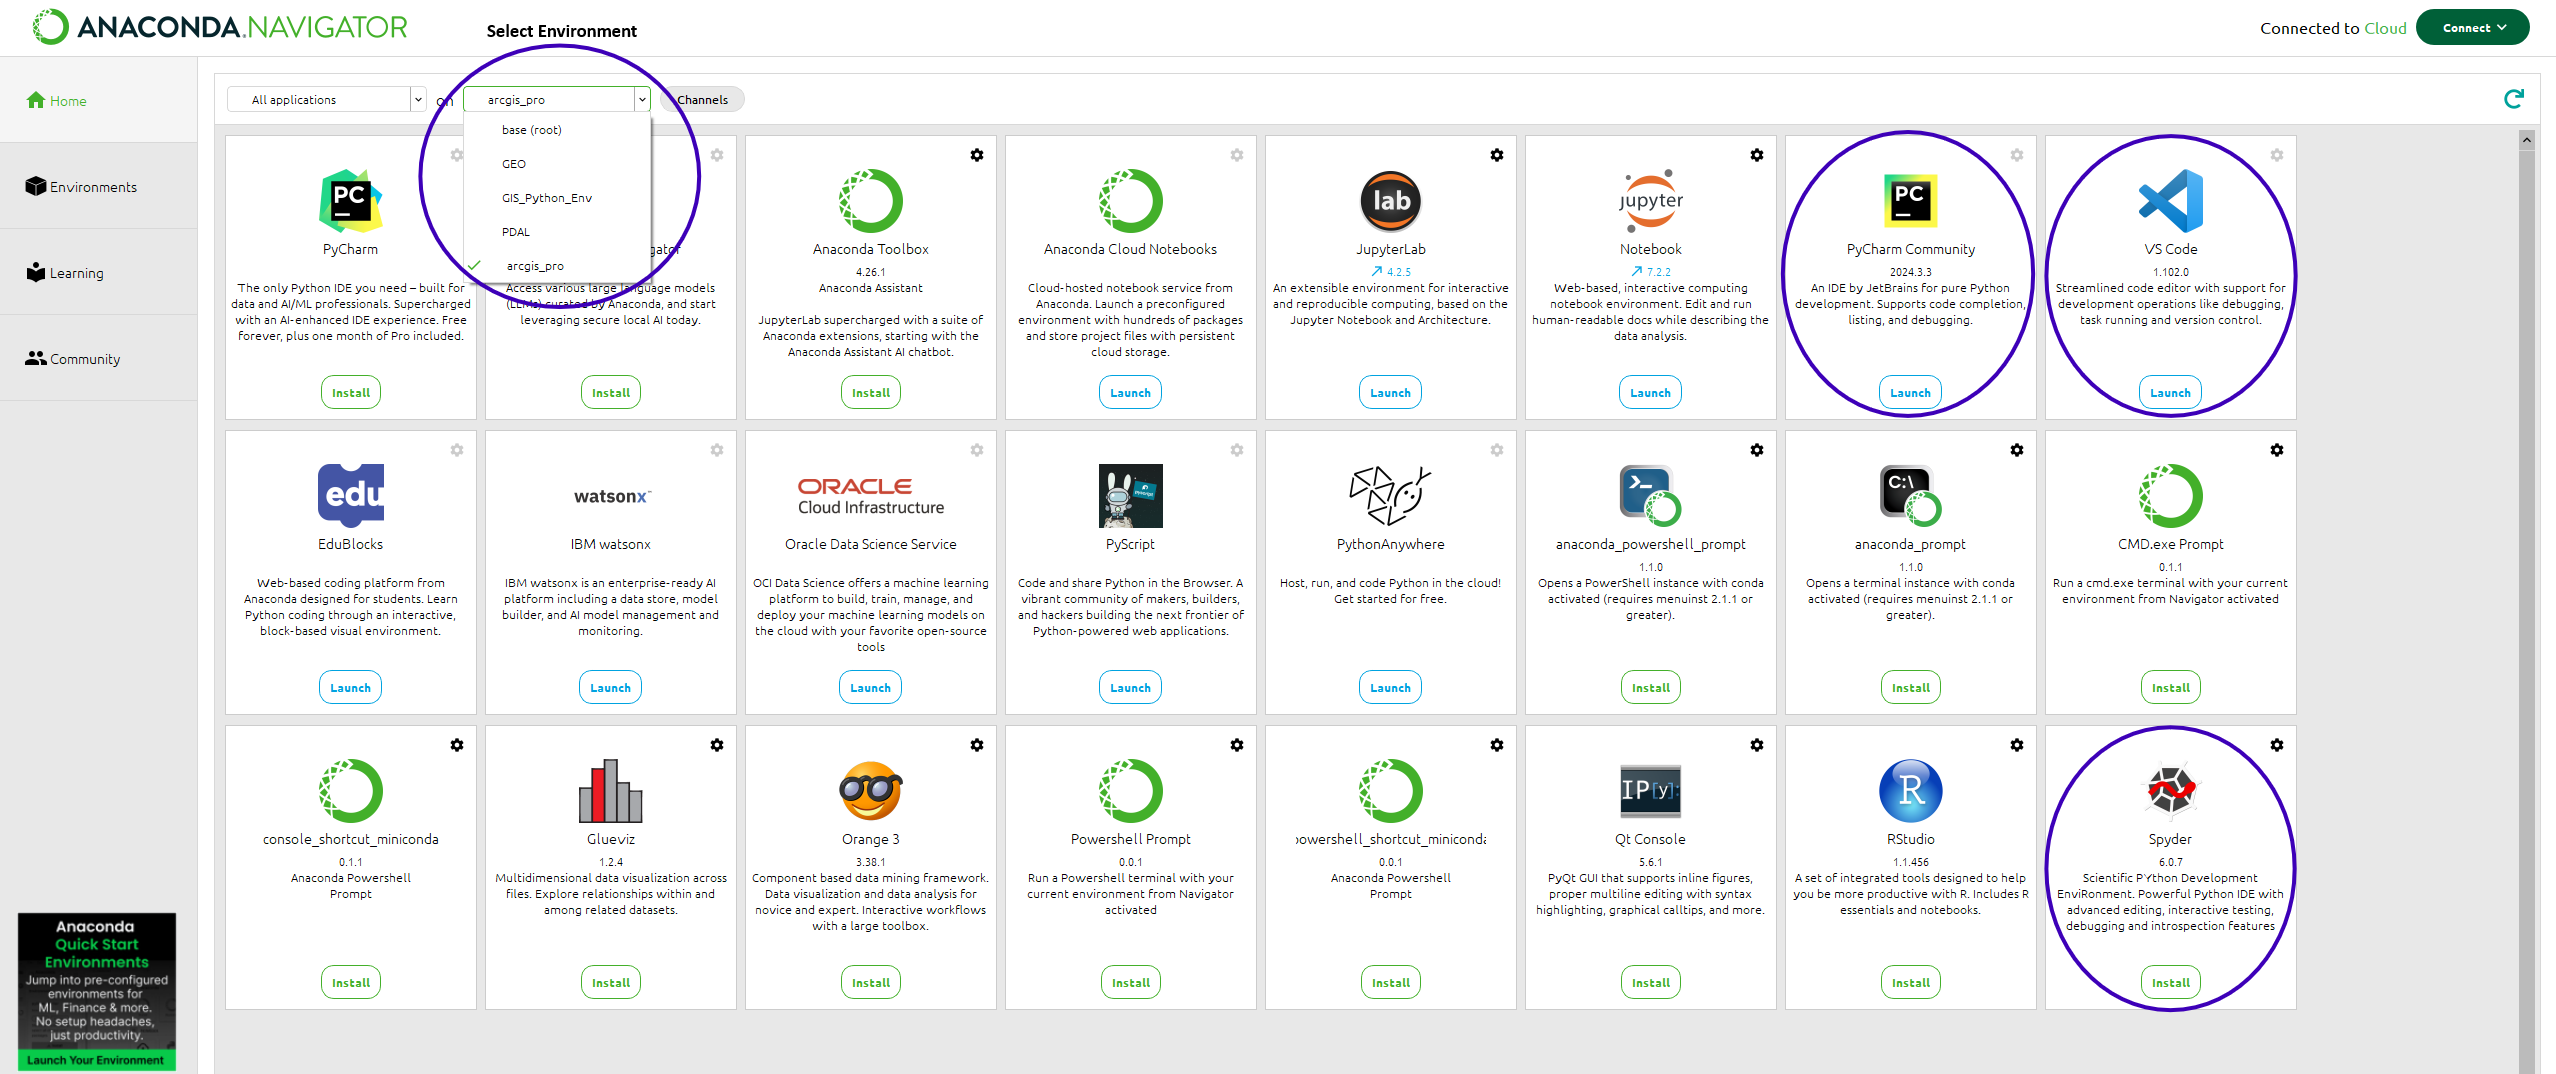 ANACONDA.NAVIGATOR
Select Environment
Connected to Cloud
Connect
Home
Environments
Learning
Community
All applications
on
arcgis_pro
Channels
base (root)
GEO
GIS_Python_Env
PDAL
arcgis_pro
PC
PyCharm
The only Python IDE you need – built for
data and AI/ML professionals. Supercharged
with an AI-enhanced IDE experience. Free
forever, plus one month of Pro included.
Install
Access various large language models
(LLMs) curated by Anaconda, and start
leveraging secure local AI today.
Install
Anaconda Toolbox
4.26.1
Anaconda Assistant
JupyterLab supercharged with a suite of
Anaconda extensions, starting with the
Anaconda Assistant AI chatbot.
Install
Anaconda Cloud Notebooks
Cloud-hosted notebook service from
Anaconda. Launch a preconfigured
environment with hundreds of packages
and store project files with persistent
cloud storage.
Launch
lab
JupyterLab
4.2.5
An extensible environment for interactive
and reproducible computing, based on the
Jupyter Notebook and Architecture.
Launch
jupyter
Notebook
7.2.2
Web-based, interactive computing
notebook environment. Edit and run
human-readable docs while describing the
data analysis.
Launch
PC
PyCharm Community
2024.3.3
An IDE by JetBrains for pure Python
development. Supports code completion,
listing, and debugging.
Launch
VS Code
1.102.0
Streamlined code editor with support for
development operations like debugging,
task running and version control.
Launch
edu
EduBlocks
Web-based coding platform from
Anaconda designed for students. Learn
Python coding through an interactive,
block-based visual environment.
Launch
watsonx™
IBM watsonx
IBM watsonx is an enterprise-ready AI
platform including a data store, model
builder, and AI model management and
monitoring.
Launch
ORACLE
Cloud Infrastructure
Oracle Data Science Service
OCI Data Science offers a machine learning
platform to build, train, manage, and
deploy your machine learning models on
the cloud with your favorite open-source
tools
Launch
PyScript
Code and share Python in the Browser. A
vibrant community of makers, builders,
and hackers building the next frontier of
Python-powered web applications.
Launch
PythonAnywhere
Host, run, and code Python in the cloud!
Get started for free.
Launch
anaconda_powershell_prompt
1.1.0
Opens a PowerShell instance with conda
activated (requires menuinst 2.1.1 or
greater).
Install
C:\
anaconda_prompt
1.1.0
Opens a terminal instance with conda
activated (requires menuinst 2.1.1 or
greater).
Install
CMD.exe Prompt
0.1.1
Run a cmd.exe terminal with your current
environment from Navigator activated
Install
console_shortcut_miniconda
0.1.1
Anaconda Powershell
Prompt
Install
Glueviz
1.2.4
Multidimensional data visualization across
files. Explore relationships within and
among related datasets.
Install
Orange 3
3.38.1
Component based data mining framework.
Data visualization and data analysis for
novice and expert. Interactive workflows
with a large toolbox.
Install
Powershell Prompt
0.0.1
Run a Powershell terminal with your
current environment from Navigator
activated
Install
powershell_shortcut_miniconda
0.0.1
Anaconda Powershell
Prompt
Install
IP[y]:
Qt Console
5.6.1
PyQt GUI that supports inline figures,
proper multiline editing with syntax
highlighting, graphical calltips, and more.
Install
R
RStudio
1.1.456
A set of integrated tools designed to help
you be more productive with R. Includes R
essentials and notebooks.
Install
Spyder
6.0.7
Scientific PYthon Development
EnviRonment. Powerful Python IDE with
advanced editing, interactive testing,
debugging and introspection features
Install
Anaconda
Quick Start
Environments
Jump into pre-configured
environments for
ML, Finance & more.
No setup headaches,
just productivity.
Launch Your Environment